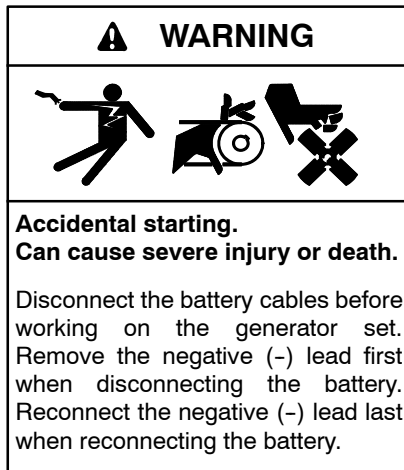 WARNING
Accidental starting.
Can cause severe injury or death.
Disconnect the battery cables before
working on the generator set.
Remove the negative (–) lead first
when disconnecting the battery.
Reconnect the negative (–) lead last
when reconnecting the battery.